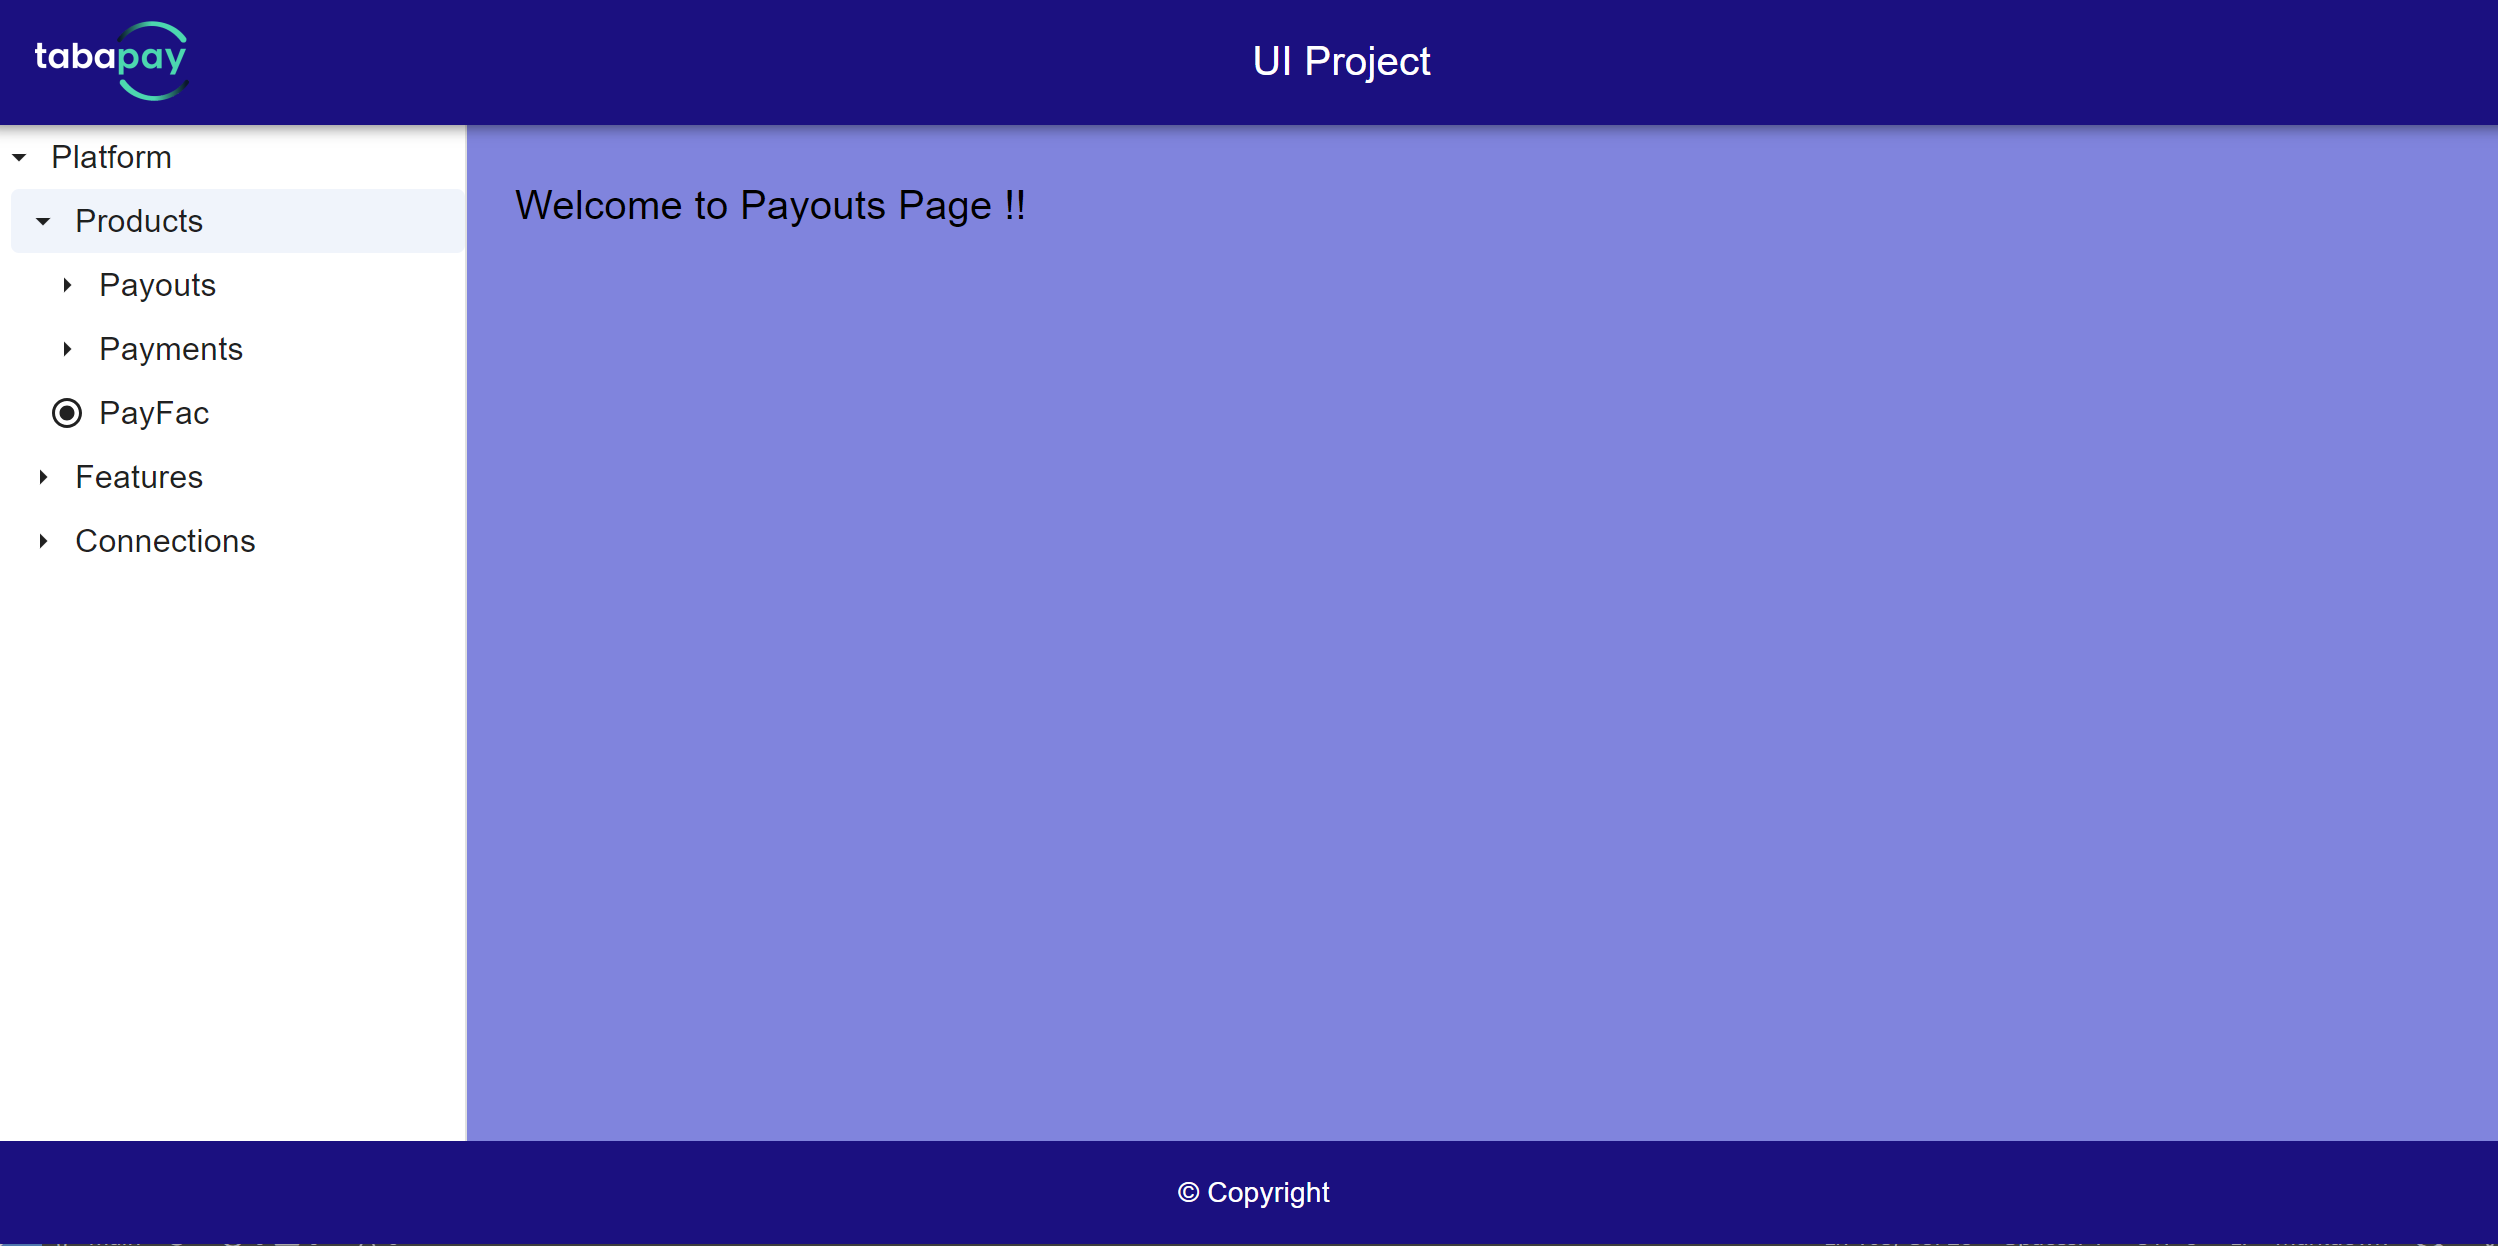 tabapay
UI Project
Platform
Products
Payouts
Payments
PayFac
Features
Connections
Welcome to Payouts Page !!
© Copyright